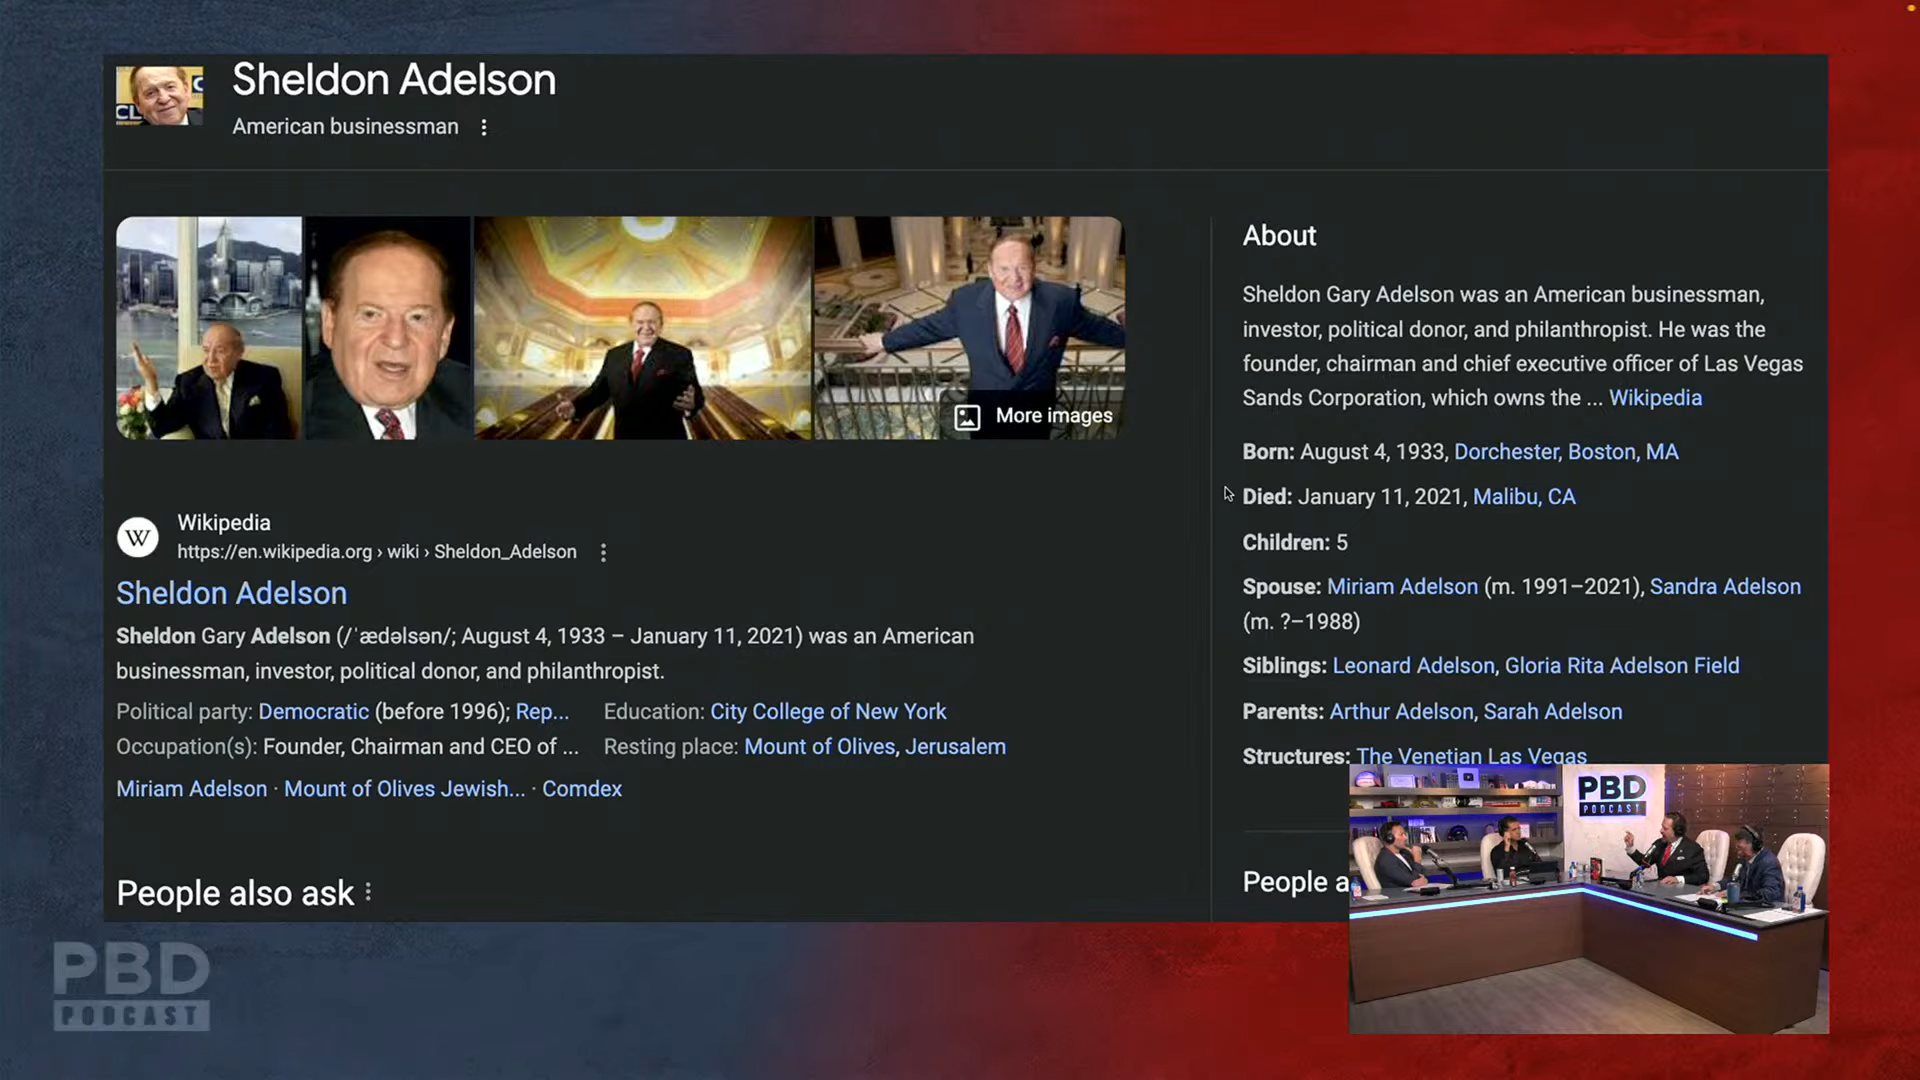 Sheldon Adelson
American businessman
CL
More images
About
Sheldon Gary Adelson was an American businessman,
investor, political donor, and philanthropist. He was the
founder, chairman and chief executive officer of Las Vegas
Sands Corporation, which owns the ... Wikipedia
Born: August 4, 1933, Dorchester, Boston, MA
Died: January 11, 2021, Malibu, CA
Children: 5
Spouse: Miriam Adelson (m. 1991–2021), Sandra Adelson
(m. ?–1988)
Siblings: Leonard Adelson, Gloria Rita Adelson Field
Parents: Arthur Adelson, Sarah Adelson
Structures: The Venetian Las Vegas
W
Wikipedia
https://en.wikipedia.org › wiki › Sheldon_Adelson
Sheldon Adelson
Sheldon Gary Adelson (/ˈædəlsən/; August 4, 1933 – January 11, 2021) was an American
businessman, investor, political donor, and philanthropist.
Political party: Democratic (before 1996); Rep... Education: City College of New York
Occupation(s): Founder, Chairman and CEO of ... Resting place: Mount of Olives, Jerusalem
Miriam Adelson · Mount of Olives Jewish... · Comdex
People also ask
People a
PBD
PODCAST
PBD
PODCAST